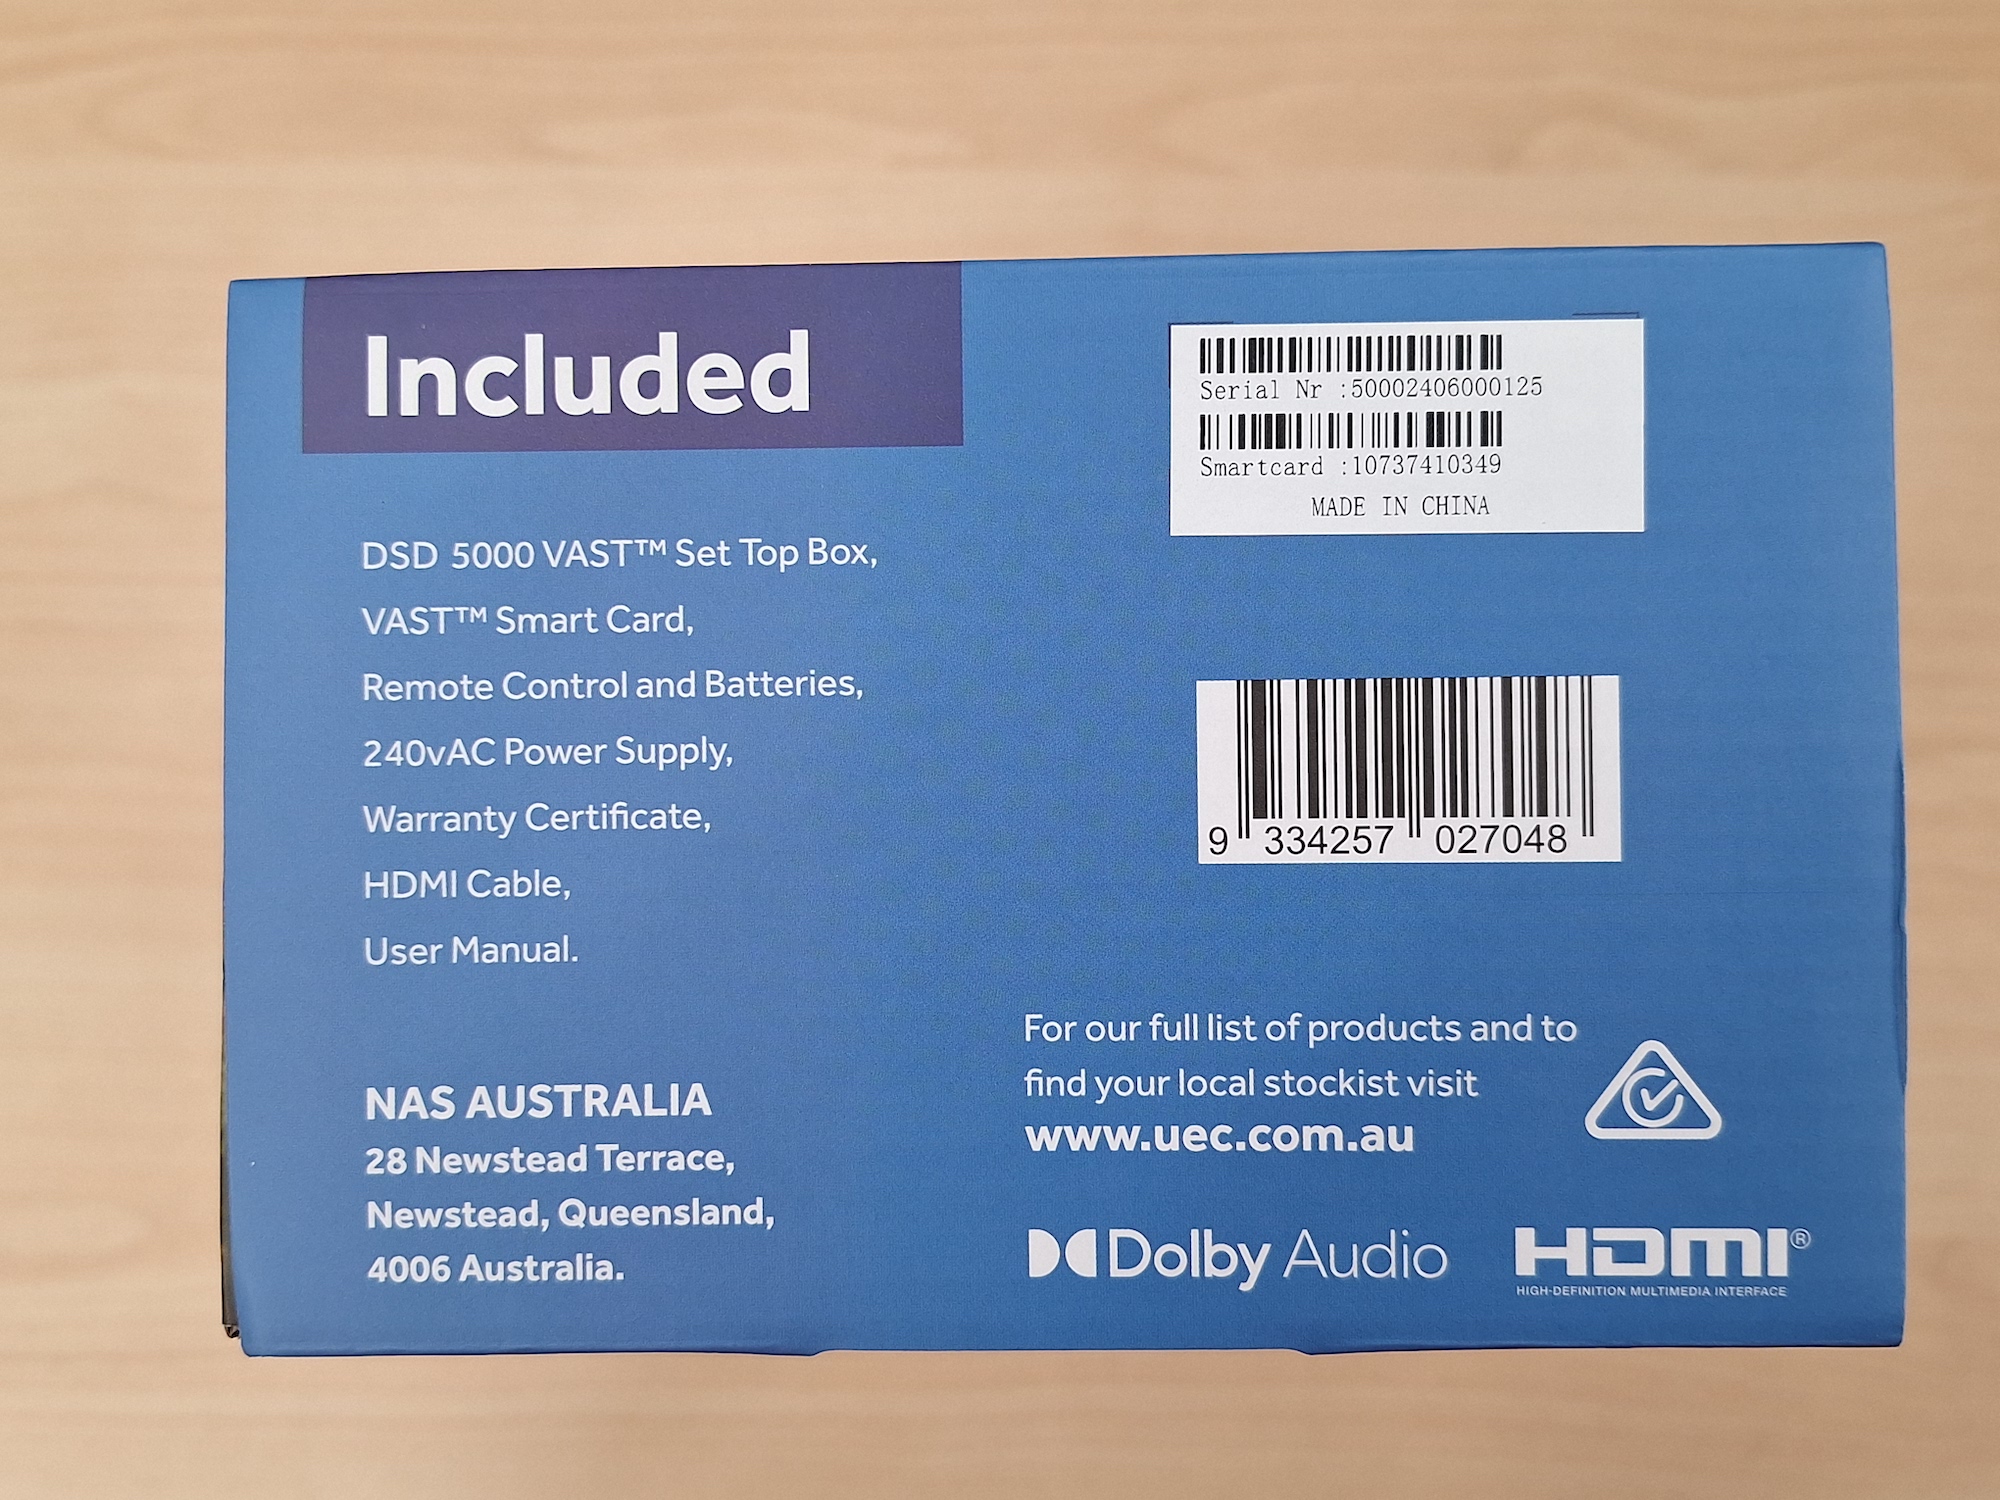 Included
DSD 5000 VAST™ Set Top Box,
VAST™ Smart Card,
Remote Control and Batteries,
240vAC Power Supply,
Warranty Certificate,
HDMI Cable,
User Manual.
NAS AUSTRALIA
28 Newstead Terrace,
Newstead, Queensland,
4006 Australia.
Serial Nr :50002406000125
Smartcard :10737410349
MADE IN CHINA
9 334257 027048
For our full list of products and to
find your local stockist visit
www.uec.com.au
Dolby Audio
HDMI®
HIGH-DEFINITION MULTIMEDIA INTERFACE